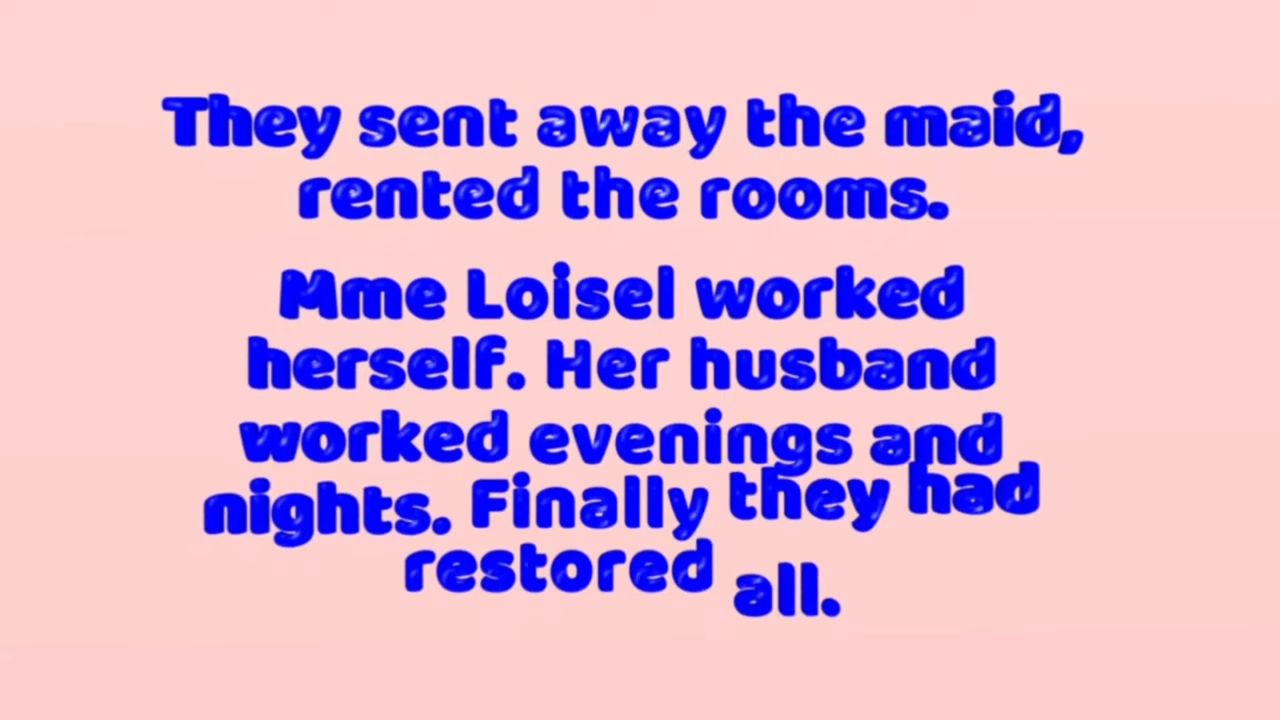 They sent away the maid,
rented the rooms.
Mme Loisel worked
herself. Her husband
worked evenings and
nights. Finally they had
restored all.